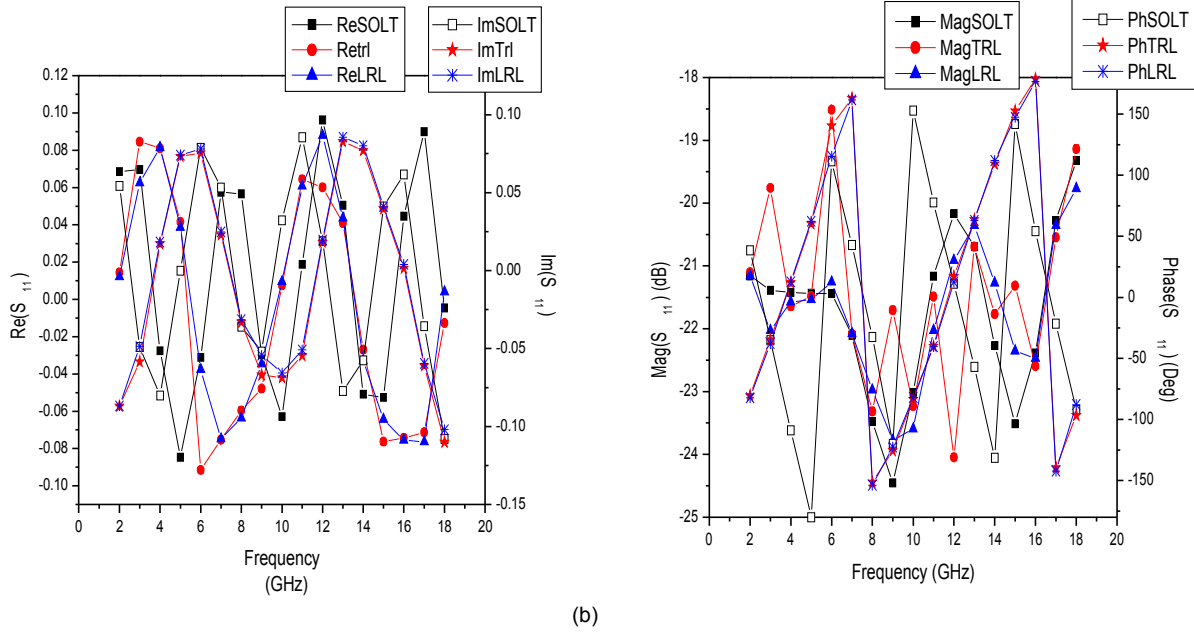 ReSOLT
Retrl
ReLRL
ImSOLT
ImTrl
ImLRL
0.12
0.10
0.08
0.06
0.04
0.02
0.00
-0.02
-0.04
-0.06
-0.08
-0.10
Re(S 11)
0.10
0.05
0.00
-0.05
-0.10
-0.15
Im(S 11)
0 2 4 6 8 10 12 14 16 18 20
Frequency
(GHz)
MagSOLT
MagTRL
MagLRL
PhSOLT
PhTRL
PhLRL
-18
-19
-20
-21
-22
-23
-24
-25
Mag(S 11) (dB)
150
100
50
0
-50
-100
-150
Phase(S 11) (Deg)
0 2 4 6 8 10 12 14 16 18 20
Frequency (GHz)
(b)